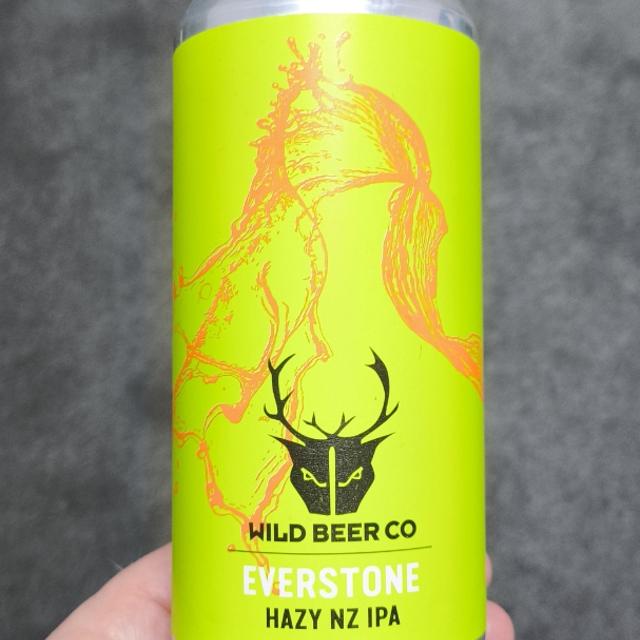 WILD BEER CO
EVERSTONE
HAZY NZ IPA